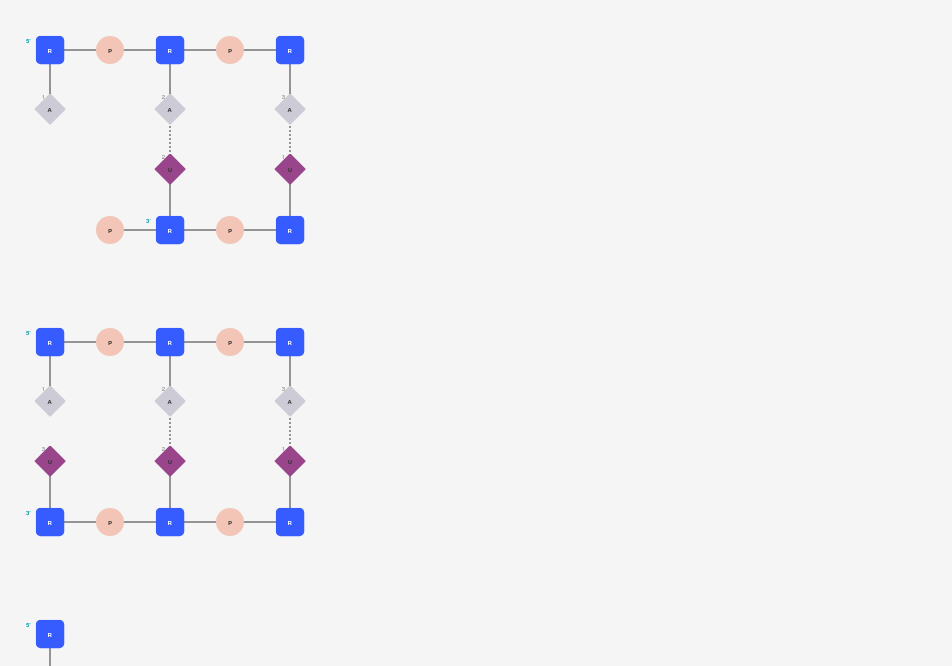 5' R P R P R
1 A 2 A 3 A
2 U 1 U
P 3' R P R
5' R P R P R
1 A 2 A 3 A
3 U 2 U 1 U
3' R P R P R
5' R